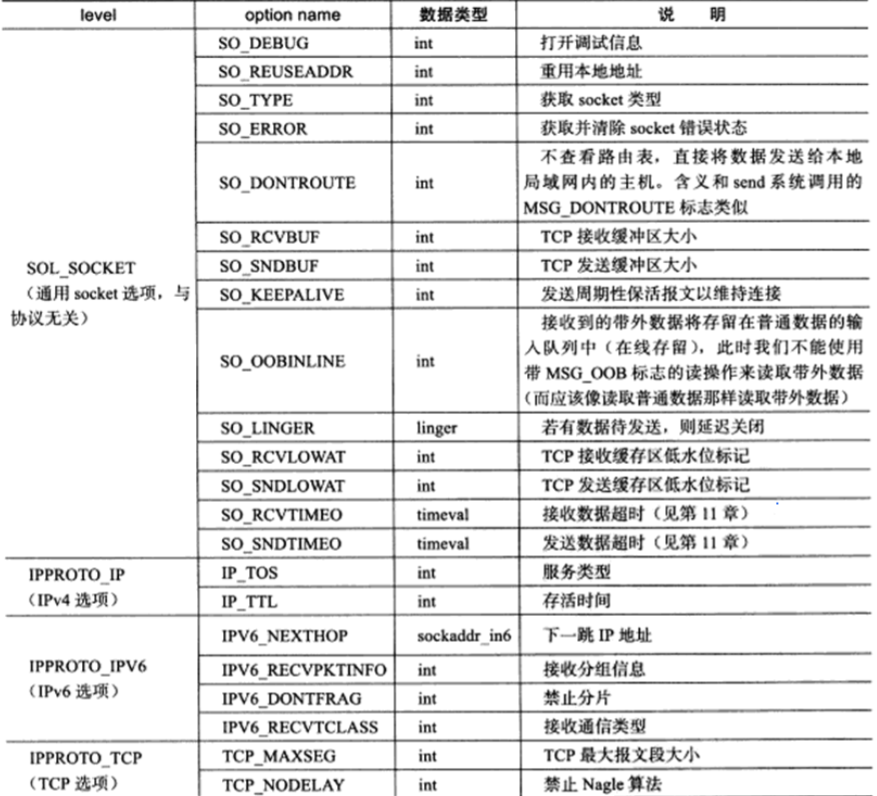 level option name 数据类型 说 明
SO_DEBUG int 打开调试信息
SO_REUSEADDR int 重用本地地址
SO_TYPE int 获取 socket 类型
SO_ERROR int 获取并清除 socket 错误状态
SO_DONTROUTE int 不查看路由表，直接将数据发送给本地
局域网内的主机。含义和 send 系统调用的
MSG_DONTROUTE 标志类似
SO_RCVBUF int TCP 接收缓冲区大小
SOL_SOCKET
（通用 socket 选项，与
协议无关）
SO_SNDBUF int TCP 发送缓冲区大小
SO_KEEPALIVE int 发送周期性保活报文以维持连接
SO_OOBINLINE int 接收到的带外数据将存留在普通数据的输
入队列中（在线存留），此时我们不能使用
带 MSG_OOB 标志的读操作来读取带外数据
（而应该像读取普通数据那样读取带外数据）
SO_LINGER linger 若有数据待发送，则延迟关闭
SO_RCVLOWAT int TCP 接收缓存区低水位标记
SO_SNDLOWAT int TCP 发送缓存区低水位标记
SO_RCVTIMEO timeval 接收数据超时（见第 11 章）
SO_SNDTIMEO timeval 发送数据超时（见第 11 章）
IPPROTO_IP
（IPv4 选项）
IP_TOS int 服务类型
IP_TTL int 存活时间
IPPROTO_IPV6
（IPv6 选项）
IPV6_NEXTHOP sockaddr_in6 下一跳 IP 地址
IPV6_RECVPKTINFO int 接收分组信息
IPV6_DONTFRAG int 禁止分片
IPV6_RECVTCLASS int 接收通信类型
IPPROTO_TCP
（TCP 选项）
TCP_MAXSEG int TCP 最大报文段大小
TCP_NODELAY int 禁止 Nagle 算法